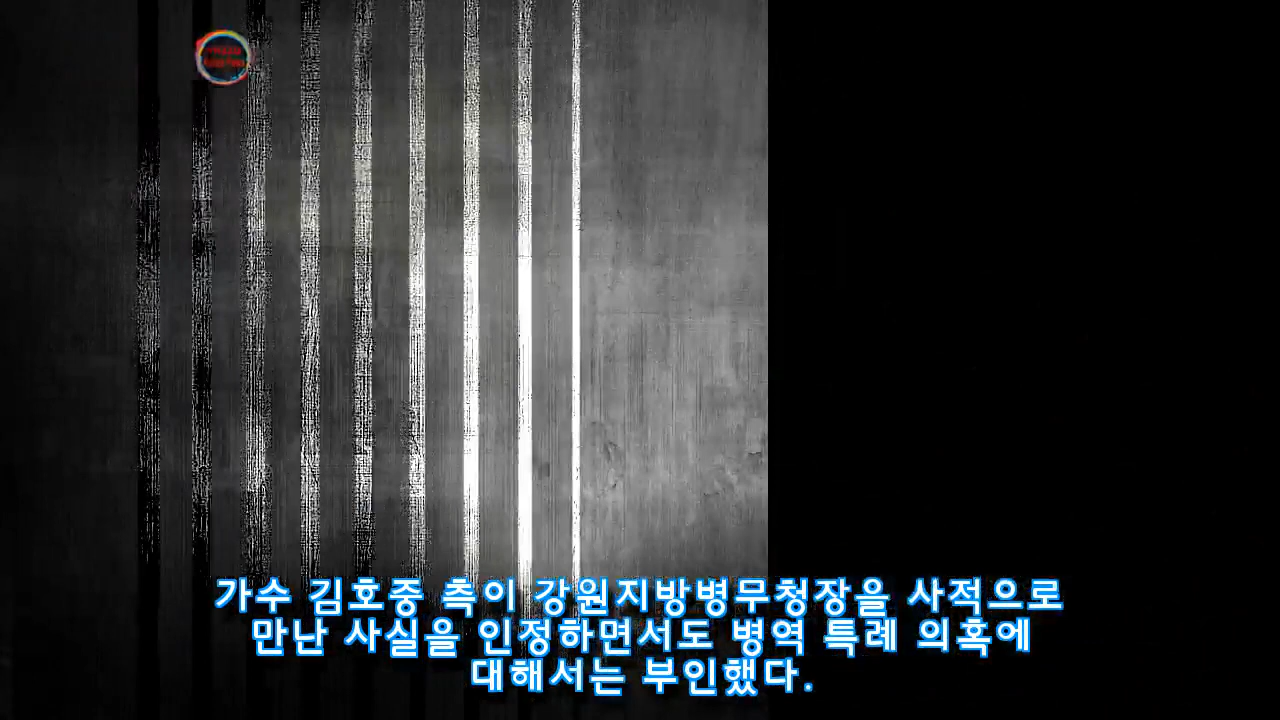 가수 김호중 측이 강원지방병무청장을 사적으로
만난 사실을 인정하면서도 병역 특례 의혹에
대해서는 부인했다.